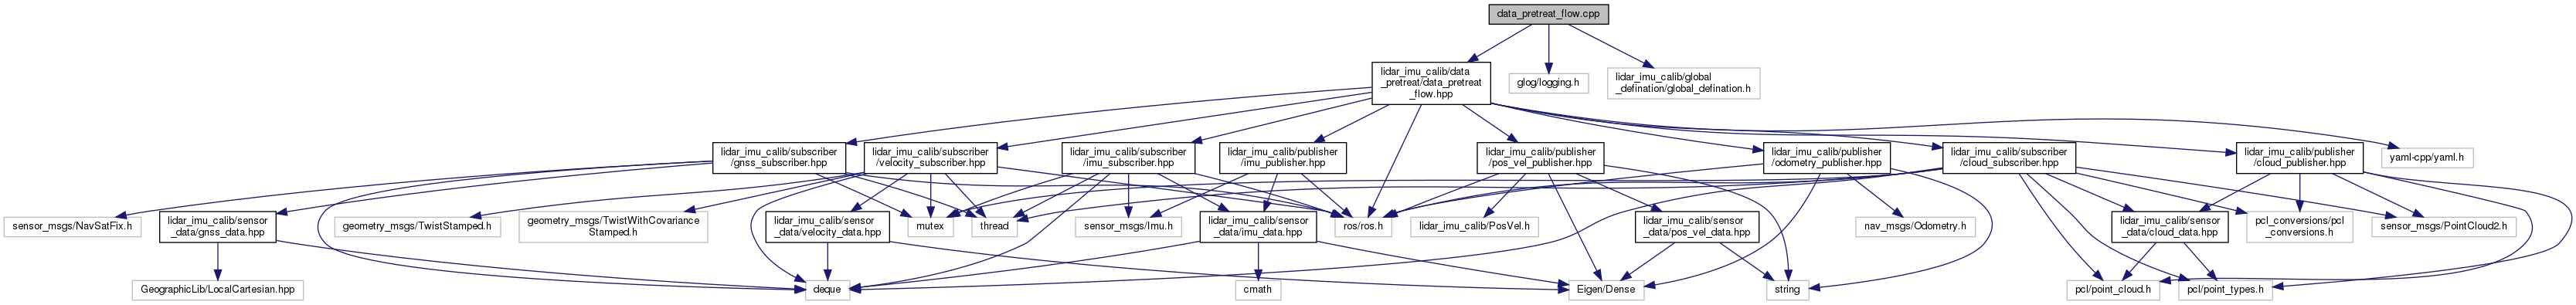 data_pretreat_flow.cpp
lidar_imu_calib/data
_pretreat/data_pretreat
_flow.hpp
glog/logging.h
lidar_imu_calib/global
_defination/global_defination.h
lidar_imu_calib/subscriber
/gnss_subscriber.hpp
lidar_imu_calib/subscriber
/velocity_subscriber.hpp
lidar_imu_calib/subscriber
/imu_subscriber.hpp
lidar_imu_calib/publisher
/imu_publisher.hpp
lidar_imu_calib/publisher
/pos_vel_publisher.hpp
lidar_imu_calib/publisher
/odometry_publisher.hpp
lidar_imu_calib/subscriber
/cloud_subscriber.hpp
lidar_imu_calib/publisher
/cloud_publisher.hpp
yaml-cpp/yaml.h
sensor_msgs/NavSatFix.h
lidar_imu_calib/sensor
_data/gnss_data.hpp
geometry_msgs/TwistStamped.h
geometry_msgs/TwistWithCovariance
Stamped.h
lidar_imu_calib/sensor
_data/velocity_data.hpp
mutex
thread
sensor_msgs/Imu.h
lidar_imu_calib/sensor
_data/imu_data.hpp
ros/ros.h
lidar_imu_calib/PosVel.h
lidar_imu_calib/sensor
_data/pos_vel_data.hpp
nav_msgs/Odometry.h
lidar_imu_calib/sensor
_data/cloud_data.hpp
pcl_conversions/pcl
_conversions.h
sensor_msgs/PointCloud2.h
GeographicLib/LocalCartesian.hpp
deque
cmath
Eigen/Dense
string
pcl/point_cloud.h
pcl/point_types.h